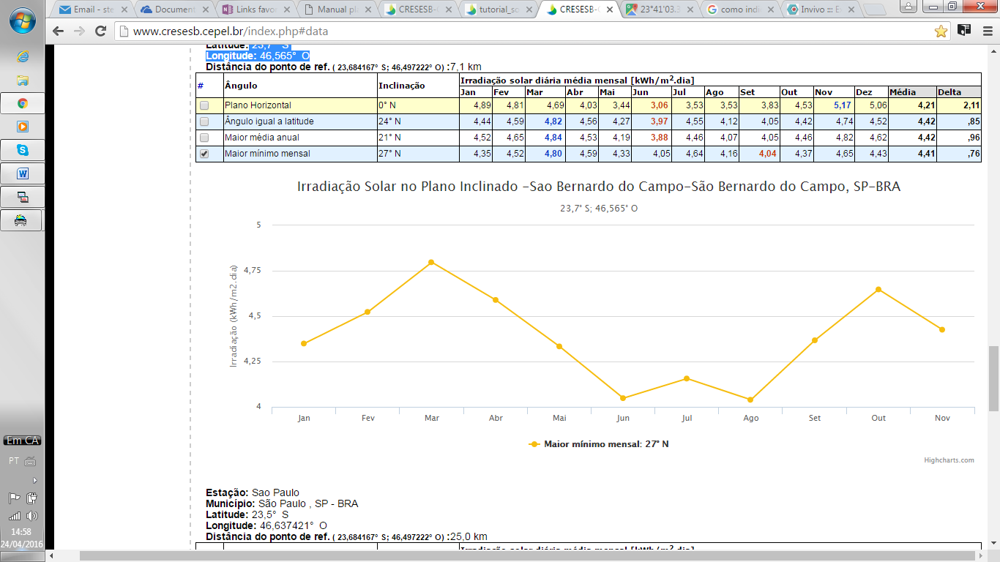 Email - ste
Document
Links favor
Manual pla
CRESESB-C
tutorial_so
CRESESB-C
23°41'03.3
como indi
Invivo ::: E
www.cresesb.cepel.br/index.php#data
Latitude: 23,7° S
Longitude: 46,565° O
Distância do ponto de ref. ( 23,684167° S; 46,497222° O) :7,1 km
# Ângulo Inclinação Irradiação solar diária média mensal [kWh/m2.dia]
Jan Fev Mar Abr Mai Jun Jul Ago Set Out Nov Dez Média Delta
Plano Horizontal 0° N 4,89 4,81 4,69 4,03 3,44 3,06 3,53 3,53 3,83 4,53 5,17 5,06 4,21 2,11
Ângulo igual a latitude 24° N 4,44 4,59 4,82 4,56 4,27 3,97 4,55 4,12 4,05 4,42 4,74 4,52 4,42 ,85
Maior média anual 21° N 4,52 4,65 4,84 4,53 4,19 3,88 4,46 4,07 4,05 4,46 4,82 4,62 4,42 ,96
Maior mínimo mensal 27° N 4,35 4,52 4,80 4,59 4,33 4,05 4,64 4,16 4,04 4,37 4,65 4,43 4,41 ,76
Irradiação Solar no Plano Inclinado -Sao Bernardo do Campo-São Bernardo do Campo, SP-BRA
23,7° S; 46,565° O
Irradiação (kWh/m2.dia)
5
4,75
4,5
4,25
4
Jan Fev Mar Abr Mai Jun Jul Ago Set Out Nov
Maior mínimo mensal: 27° N
Highcharts.com
Estação: Sao Paulo
Município: São Paulo , SP - BRA
Latitude: 23,5° S
Longitude: 46,637421° O
Distância do ponto de ref. ( 23,684167° S; 46,497222° O) :25,0 km
Irradiação solar diária média mensal [kWh/m2.dia]
Em CA
PT
14:58
24/04/2016